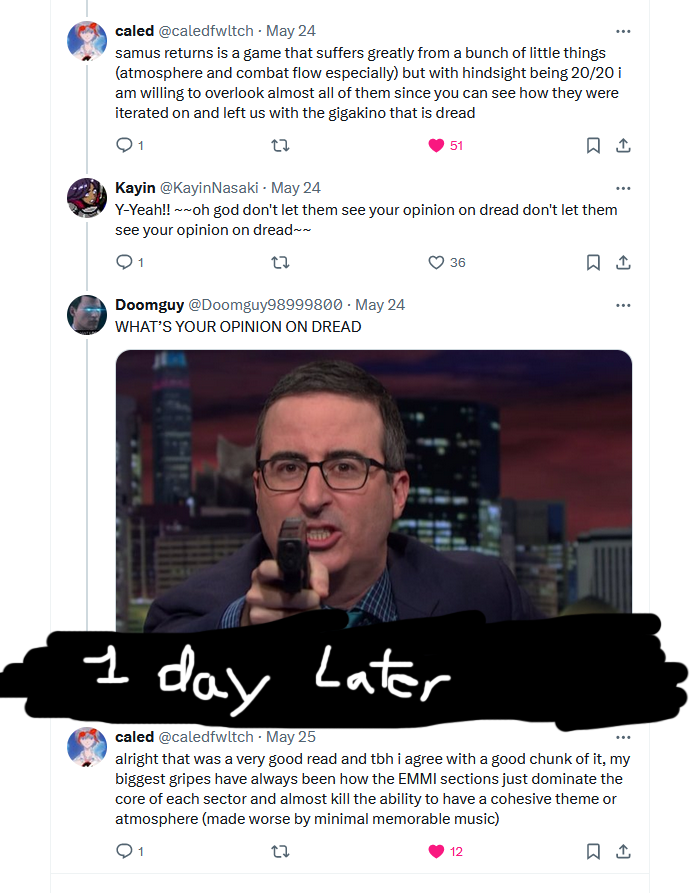 caled @caledfwltch · May 24
samus returns is a game that suffers greatly from a bunch of little things
(atmosphere and combat flow especially) but with hindsight being 20/20 i
am willing to overlook almost all of them since you can see how they were
iterated on and left us with the gigakino that is dread
1 51
Kayin @KayinNasaki · May 24
Y-Yeah!! ~~oh god don't let them see your opinion on dread don't let them
see your opinion on dread~~
1 36
Doomguy @Doomguy98999800 · May 24
WHAT'S YOUR OPINION ON DREAD
1 day Later
caled @caledfwltch · May 25
alright that was a very good read and tbh i agree with a good chunk of it, my
biggest gripes have always been how the EMMI sections just dominate the
core of each sector and almost kill the ability to have a cohesive theme or
atmosphere (made worse by minimal memorable music)
1 12